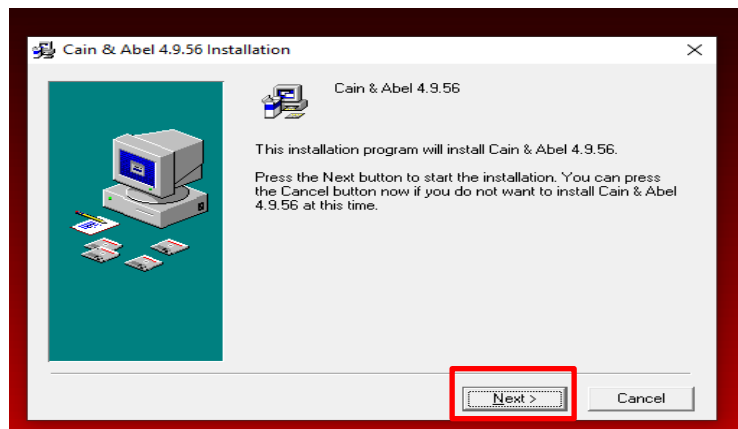 Cain & Abel 4.9.56 Installation
Cain & Abel 4.9.56
This installation program will install Cain & Abel 4.9.56.
Press the Next button to start the installation. You can press
the Cancel button now if you do not want to install Cain & Abel
4.9.56 at this time.
Next >
Cancel